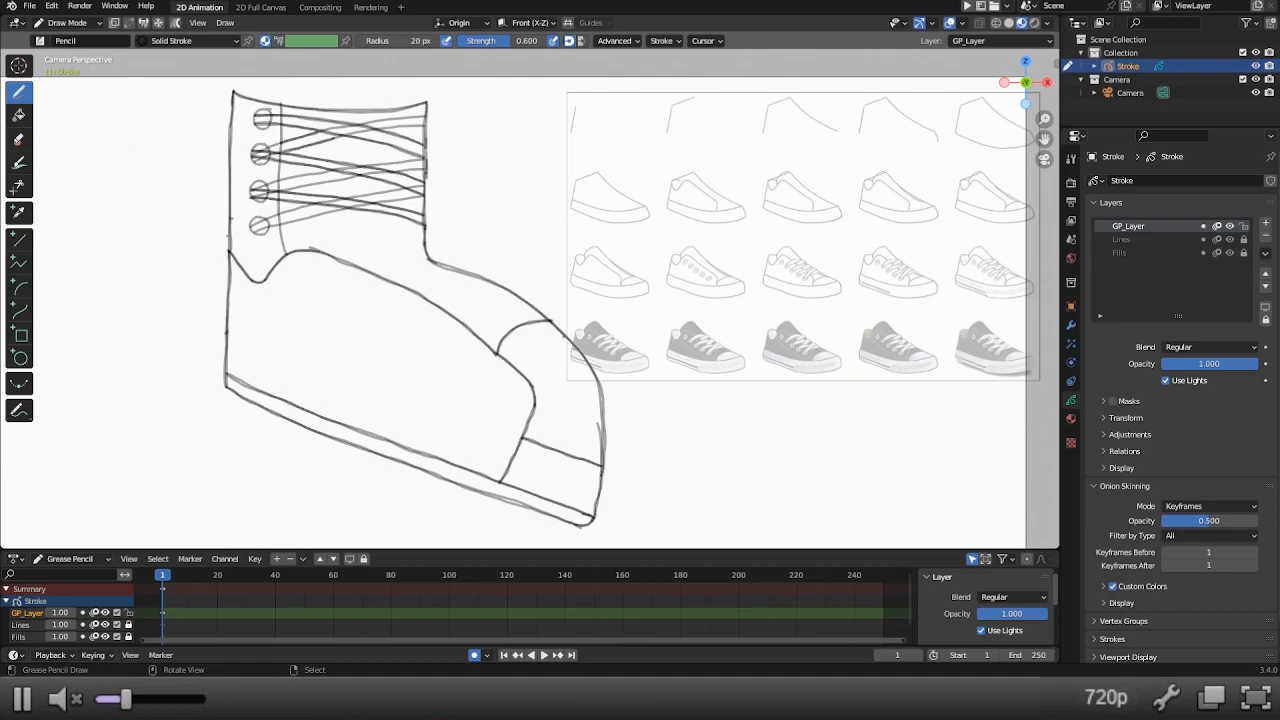 File Edit Render Window Help 2D Animation 2D Full Canvas Compositing Rendering Scene ViewLayer
Draw Mode View Draw Origin Front (X-Z) Guides
Pencil Solid Stroke Radius 20 px Strength 0.600 Advanced Stroke Cursor Layer: GP_Layer
Camera Perspective
(1) Stroke
Z
-Y
X
Scene Collection
Collection
Stroke
Camera
Camera
Stroke Stroke
Stroke
Layers
GP_Layer
Lines
Fills
Blend Regular
Opacity 1.000
Use Lights
Masks
Transform
Adjustments
Relations
Display
Onion Skinning
Mode Keyframes
Opacity 0.500
Filter by Type All
Keyframes Before 1
Keyframes After 1
Custom Colors
Display
Vertex Groups
Strokes
Viewport Display
Grease Pencil View Select Marker Channel Key
1 20 40 60 80 100 120 140 160 180 200 220 240
Summary
Stroke
GP_Layer 1.00
Lines 1.00
Fills 1.00
Layer
Blend Regular
Opacity 1.000
Use Lights
Playback Keying View Marker 1 Start 1 End 250
Grease Pencil Draw Rotate View Select 3.4.0
720p